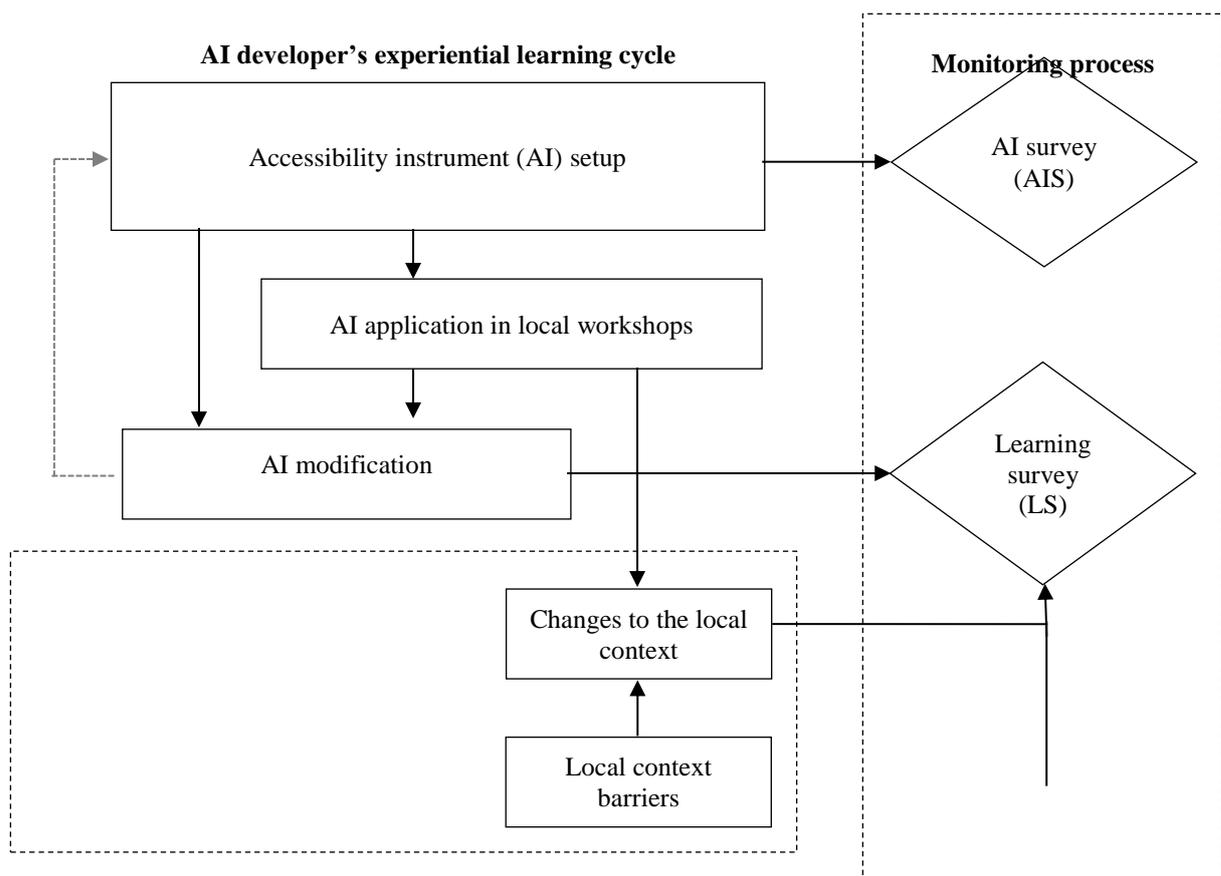 AI developer’s experiential learning cycle
Monitoring process
Accessibility instrument (AI) setup
AI survey
(AIS)
AI application in local workshops
AI modification
Learning
survey
(LS)
Changes to the local
context
Local context
barriers